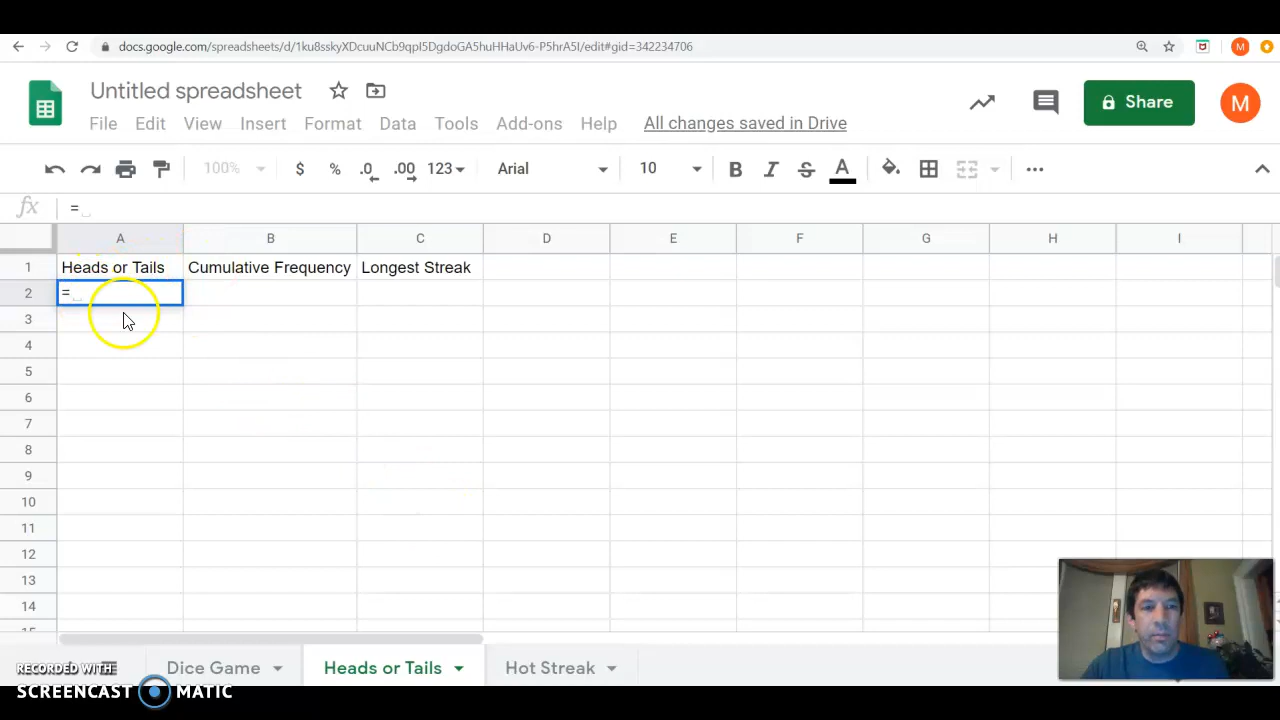 docs.google.com/spreadsheets/d/1ku8sskyXDcuuNCb9qpI5DgdoGA5huHHaUv6-P5hrA5I/edit#gid=342234706
Untitled spreadsheet
File Edit View Insert Format Data Tools Add-ons Help All changes saved in Drive
Share
M
100% $ % .0 .00 123 Arial 10 B I S A
fx =
A B C D E F G H I
1 Heads or Tails Cumulative Frequency Longest Streak
2 =
3
4
5
6
7
8
9
10
11
12
13
14
Dice Game Heads or Tails Hot Streak
RECORDED WITH
SCREENCAST MATIC